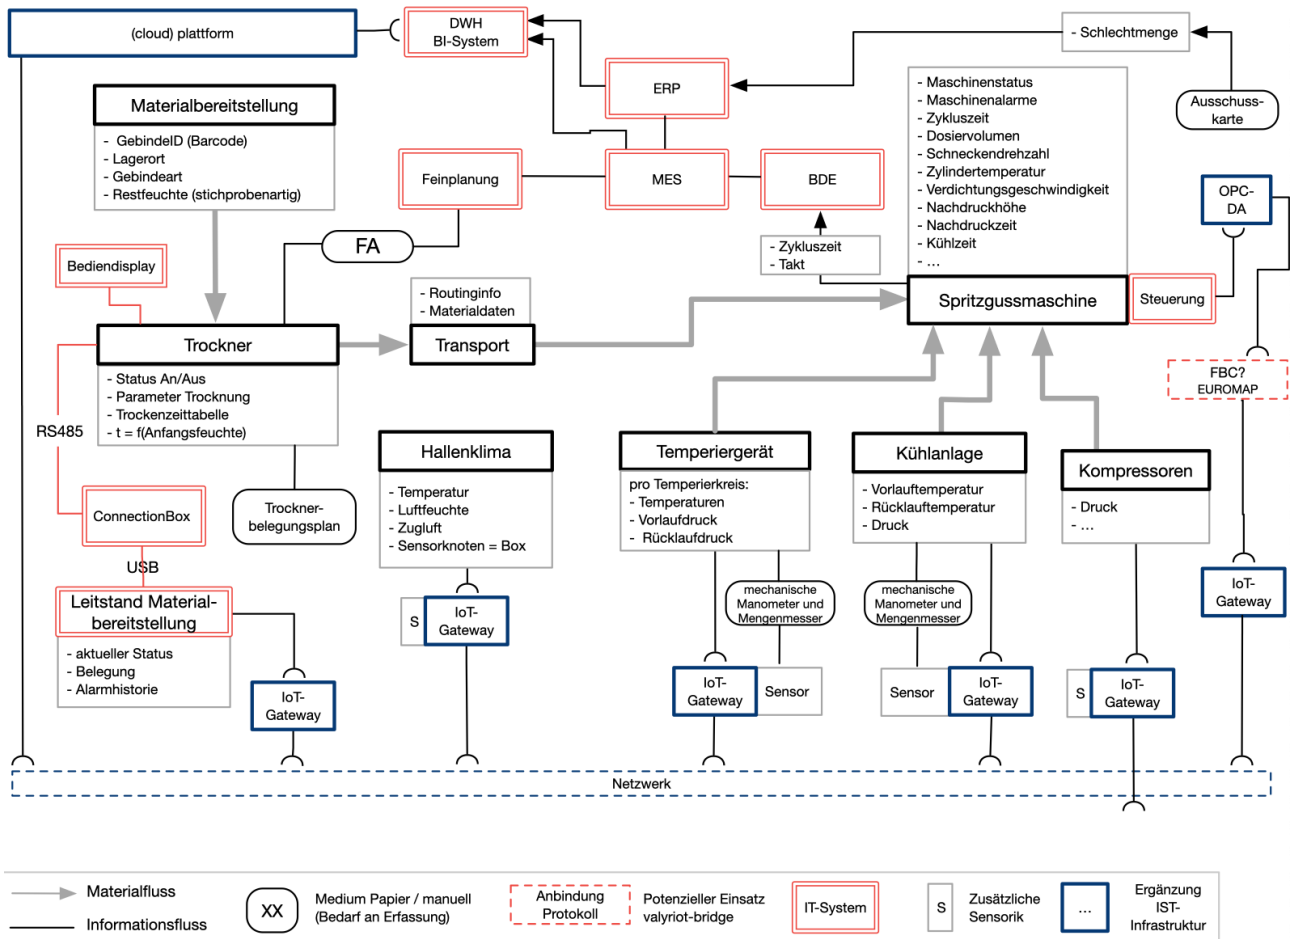 (cloud) plattform
DWH
BI-System
- Schlechtmenge
ERP
Ausschuss-
karte
Materialbereitstellung
- GebindeID (Barcode)
- Lagerort
- Gebindeart
- Restfeuchte (stichprobenartig)
- Maschinenstatus
- Maschinenalarme
- Zykluszeit
- Dosiervolumen
- Schneckendrehzahl
- Zylindertemperatur
- Verdichtungsgeschwindigkeit
- Nachdruckhöhe
- Nachdruckzeit
- Kühlzeit
- ...
Feinplanung
MES
BDE
OPC-
DA
FA
- Zykluszeit
- Takt
Bediendisplay
- Routinginfo
- Materialdaten
Spritzgussmaschine
Steuerung
Trockner
Transport
- Status An/Aus
- Parameter Trocknung
- Trockenzeittabelle
- t = f(Anfangsfeuchte)
FBC?
EUROMAP
RS485
Hallenklima
- Temperatur
- Luftfeuchte
- Zugluft
- Sensorknoten = Box
Temperiergerät
pro Temperierkreis:
- Temperaturen
- Vorlaufdruck
- Rücklaufdruck
Kühlanlage
- Vorlauftemperatur
- Rücklauftemperatur
- Druck
Kompressoren
- Druck
- ...
ConnectionBox
Trockner-
belegungsplan
USB
Leitstand Material-
bereitstellung
- aktueller Status
- Belegung
- Alarmhistorie
S
IoT-
Gateway
mechanische
Manometer und
Mengenmesser
mechanische
Manometer und
Mengenmesser
IoT-
Gateway
IoT-
Gateway
IoT-
Gateway
Sensor
Sensor
IoT-
Gateway
S
IoT-
Gateway
Netzwerk
Materialfluss
Informationsfluss
XX
Medium Papier / manuell
(Bedarf an Erfassung)
Anbindung
Protokoll
Potenzieller Einsatz
valyriot-bridge
IT-System
S
Zusätzliche
Sensorik
...
Ergänzung
IST-
Infrastruktur